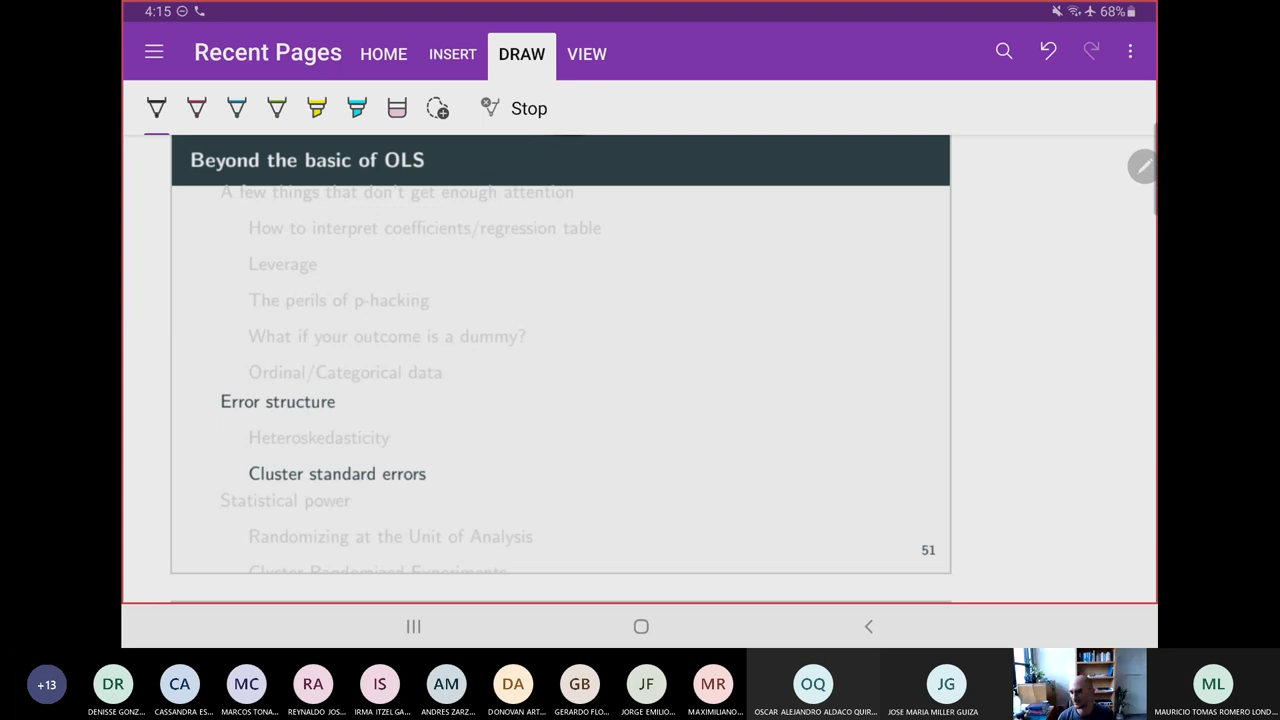 4:15 68%
Recent Pages HOME INSERT DRAW VIEW
Stop
Beyond the basic of OLS
A few things that don't get enough attention
How to interpret coefficients/regression table
Leverage
The perils of p-hacking
What if your outcome is a dummy?
Ordinal/Categorical data
Error structure
Heteroskedasticity
Cluster standard errors
Statistical power
Randomizing at the Unit of Analysis
Cluster Randomized Experiments
51
+13 DR CA MC RA IS AM DA GB JF MR OQ JG ML
DENISSE GONZ... CASSANDRA ES... MARCOS TONA... REYNALDO JOS... IRMA ITZEL GA... ANDRES ZARZ... DONOVAN ART... GERARDO FLO... JORGE EMILIO... MAXIMILIANO... OSCAR ALEJANDRO ALDACO QUIR... JOSE MARIA MILLER GUIZA MAURICIO TOMAS ROMERO LOND...